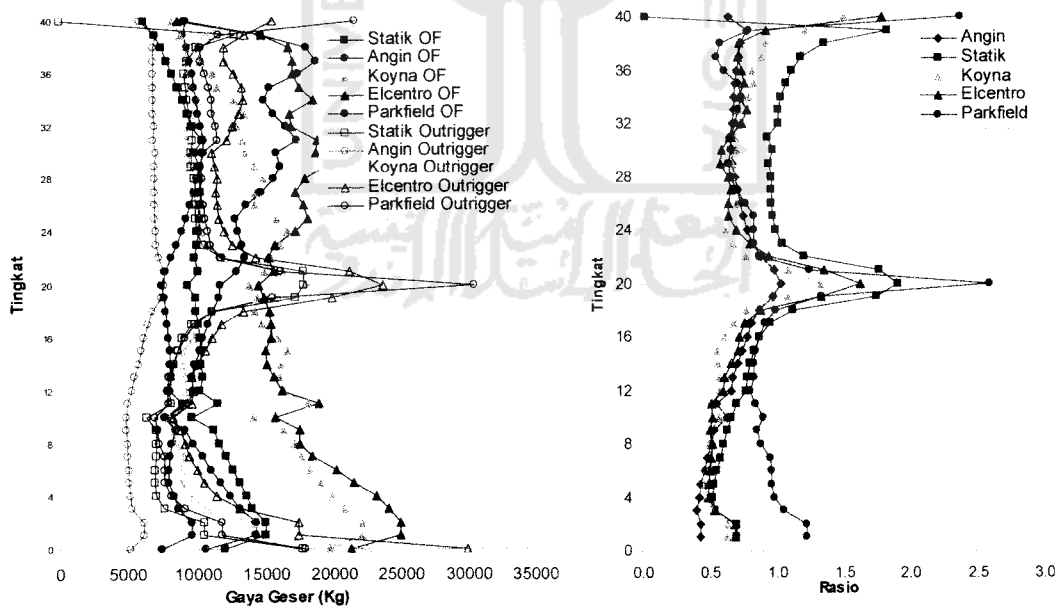 40
36
32
28
24
20
16
12
8
4
0
Tingkat
0
5000
10000
15000
20000
25000
30000
35000
Gaya Geser (Kg)
Statik OF
Angin OF
Koyna OF
Elcentro OF
Parkfield OF
Statik Outrigger
Angin Outrigger
Koyna Outrigger
Elcentro Outrigger
Parkfield Outrigger
40
36
32
28
24
20
16
12
8
4
0
Tingkat
0.0
0.5
1.0
1.5
2.0
2.5
3.0
Rasio
Angin
Statik
Koyna
Elcentro
Parkfield